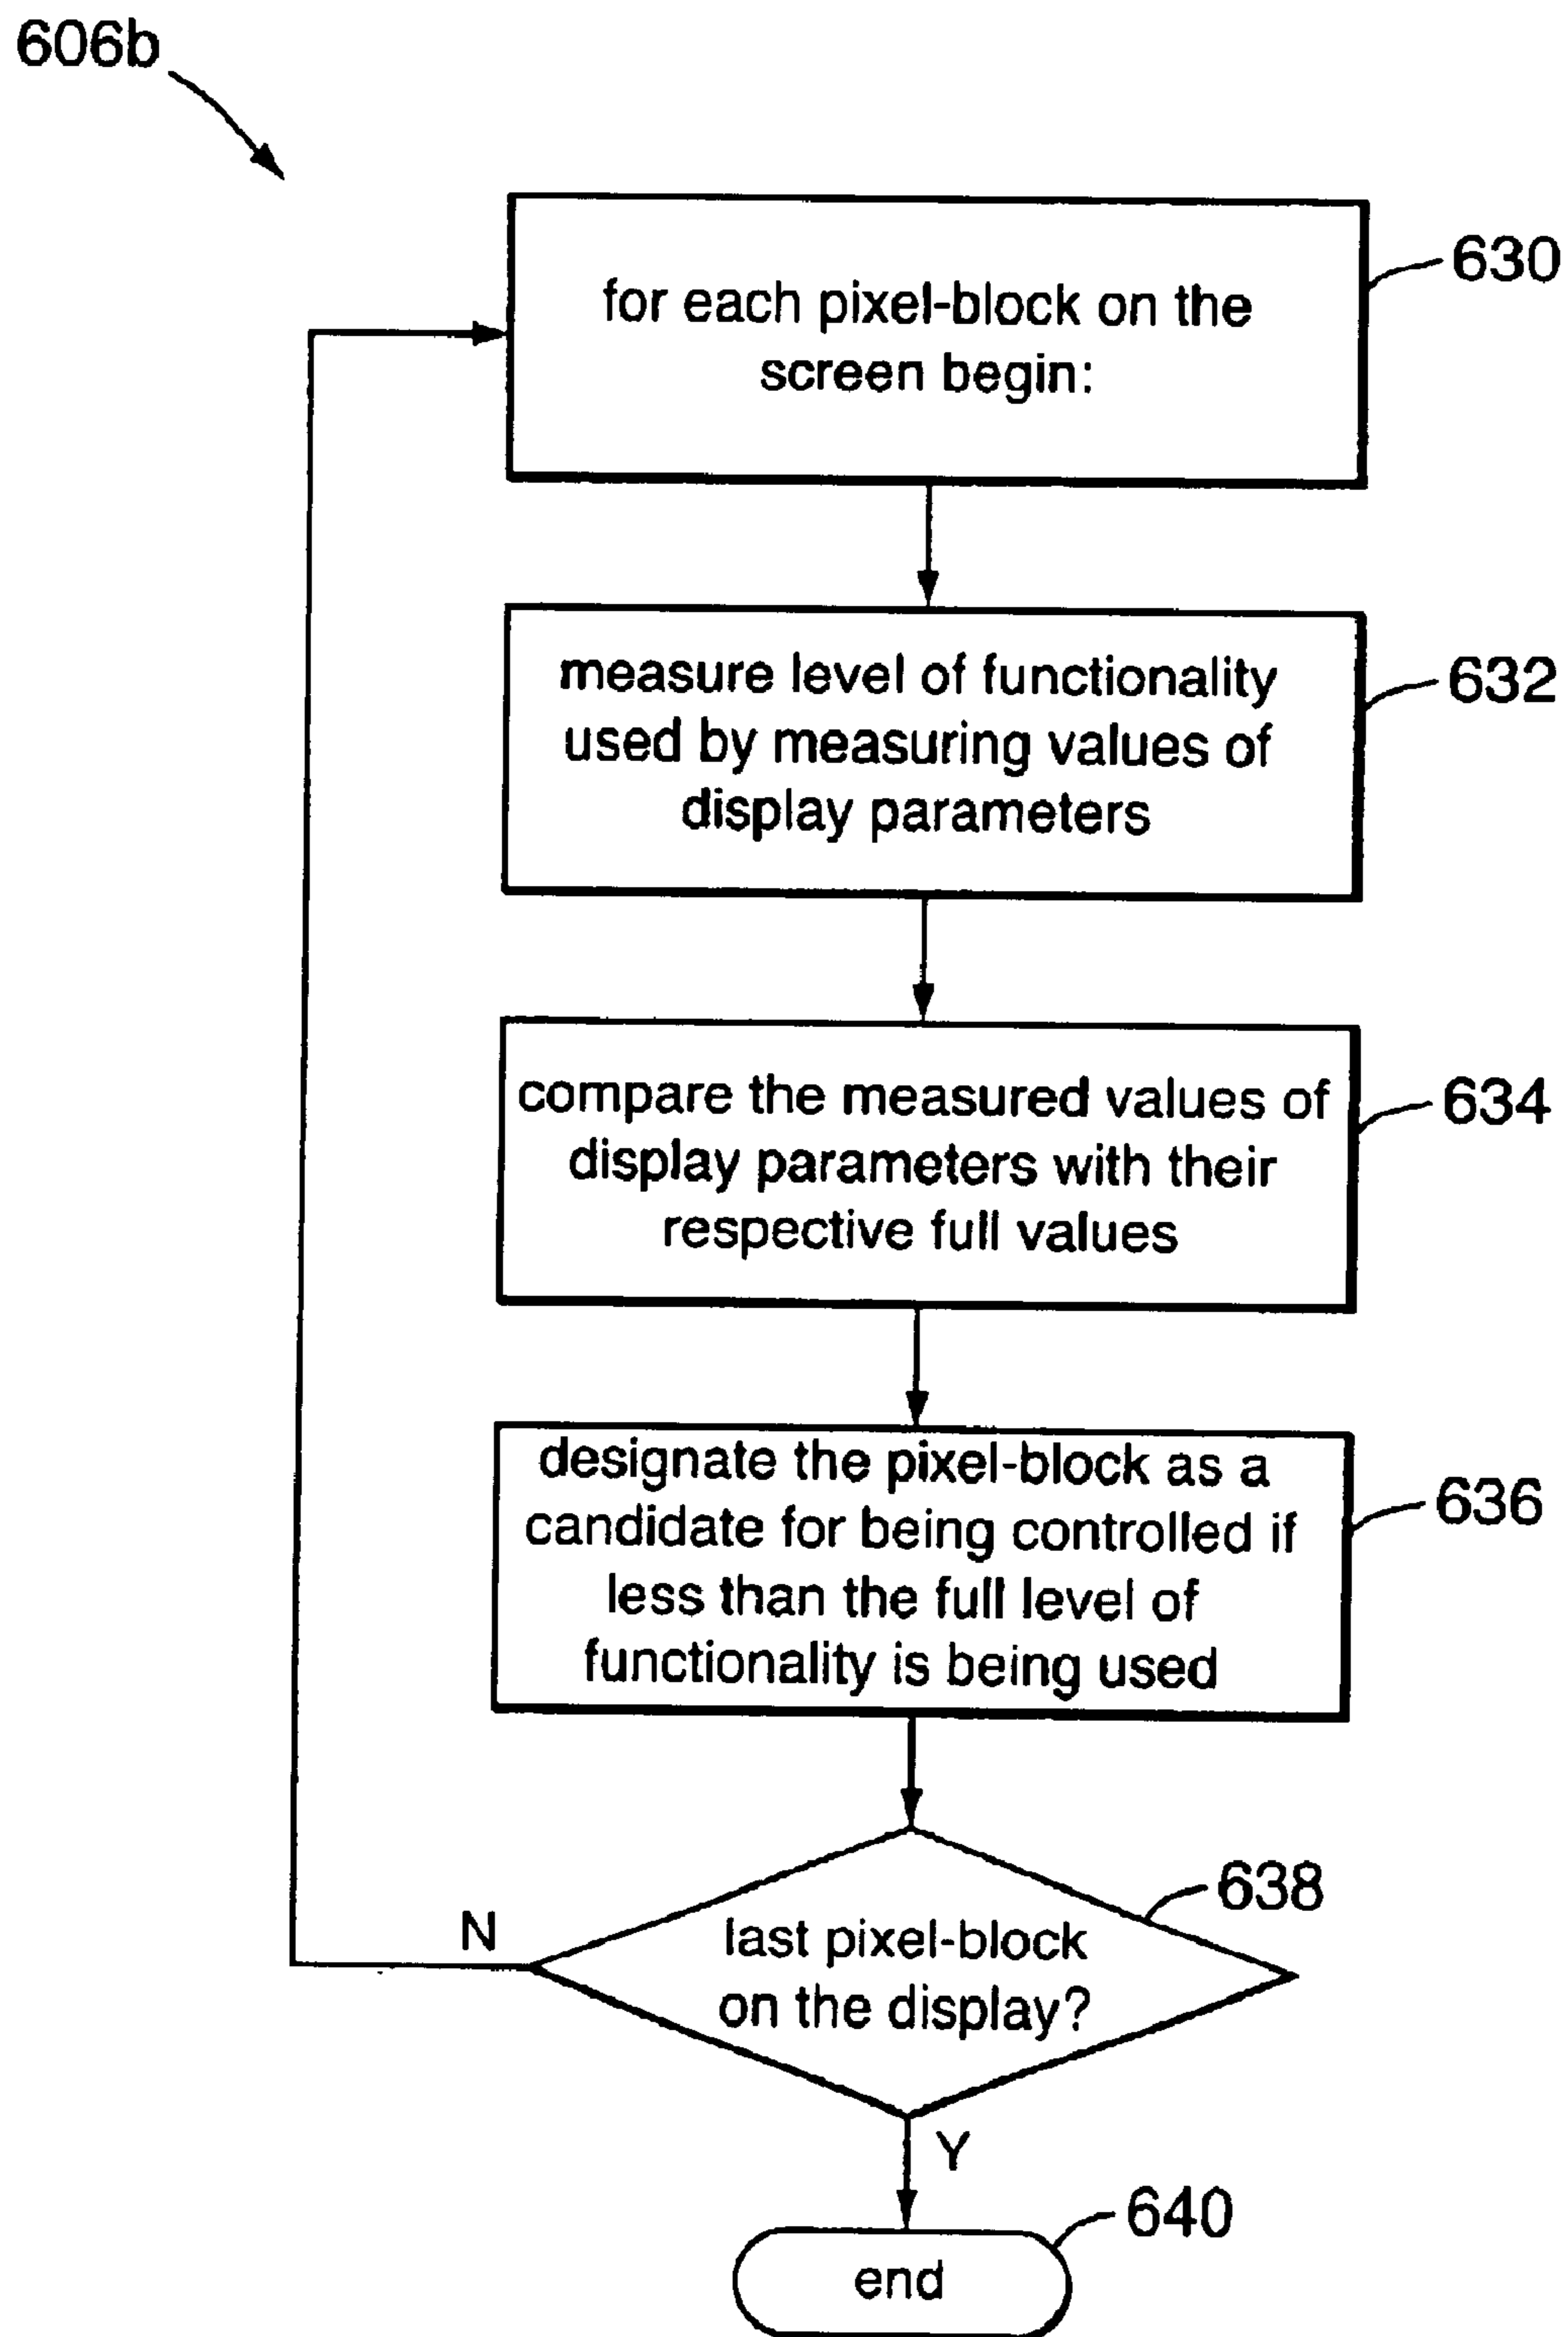 606b
for each pixel-block on the
screen begin:
630
measure level of functionality
used by measuring values of
display parameters
632
compare the measured values of
display parameters with their
respective full values
634
designate the pixel-block as a
candidate for being controlled if
less than the full level of
functionality is being used
636
last pixel-block
on the display?
638
N
Y
end
640